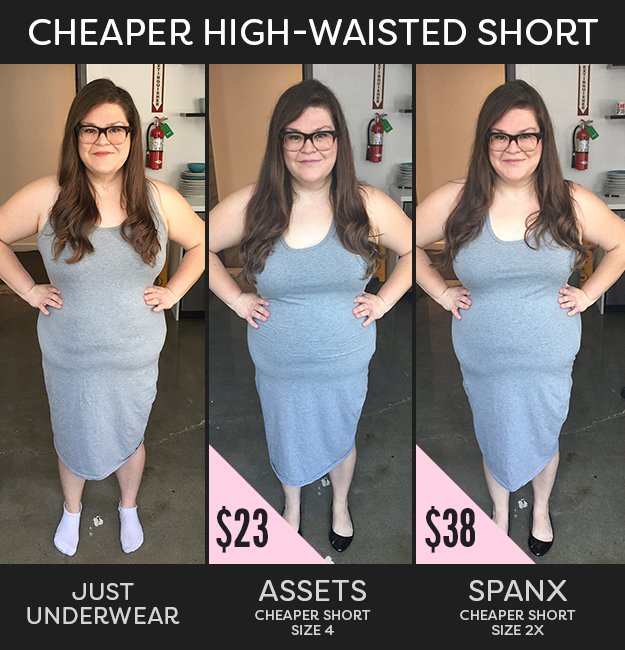 CHEAPER HIGH-WAISTED SHORT
$23
$38
JUST
UNDERWEAR
ASSETS
CHEAPER SHORT
SIZE 4
SPANX
CHEAPER SHORT
SIZE 2X